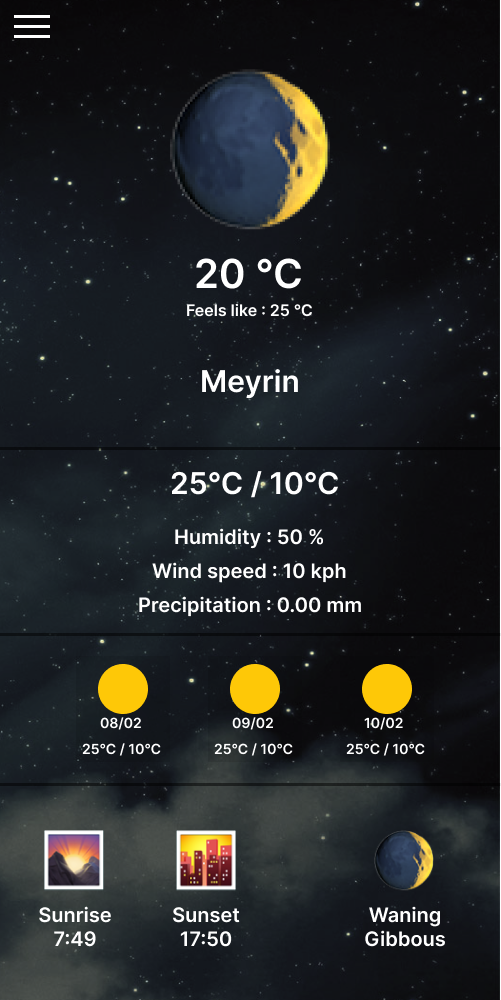 20 °C
Feels like : 25 °C
Meyrin
25°C / 10°C
Humidity : 50 %
Wind speed : 10 kph
Precipitation : 0.00 mm
08/02 09/02 10/02
25°C / 10°C 25°C / 10°C 25°C / 10°C
Sunrise Sunset Waning
7:49 17:50 Gibbous